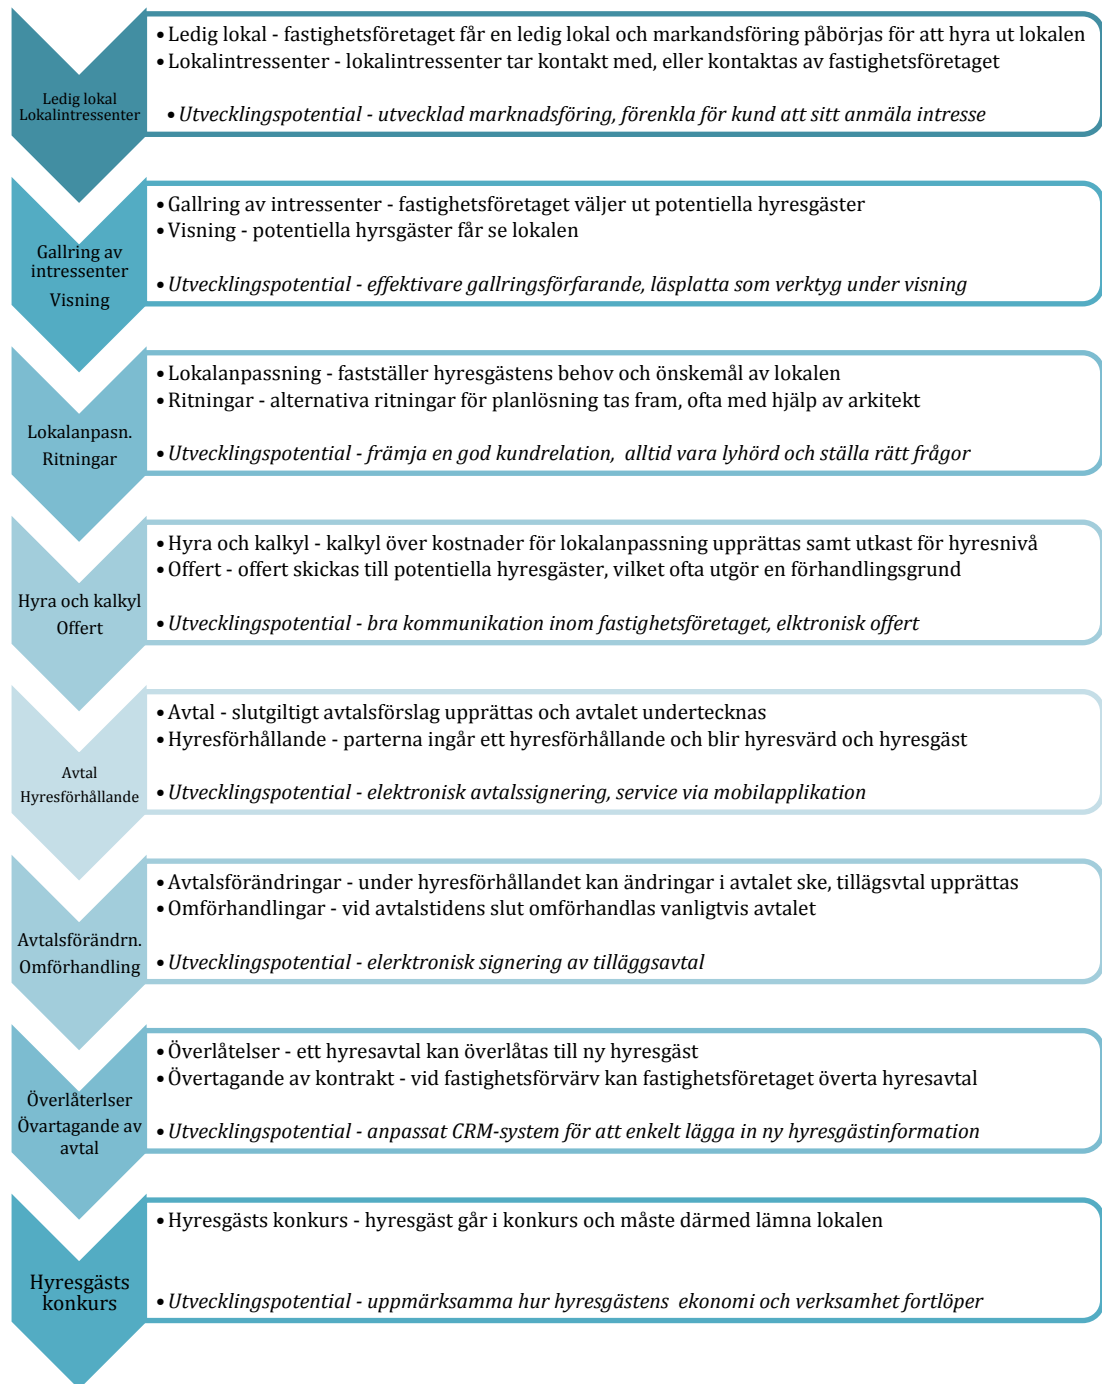 Ledig lokal
Lokalintressenter
• Ledig lokal - fastighetsföretaget får en ledig lokal och markandsföring påbörjas för att hyra ut lokalen
• Lokalintressenter - lokalintressenter tar kontakt med, eller kontaktas av fastighetsföretaget
• Utvecklingspotential - utvecklad marknadsföring, förenkla för kund att sitt anmäla intresse
Gallring av
intressenter
Visning
• Gallring av intressenter - fastighetsföretaget väljer ut potentiella hyresgäster
• Visning - potentiella hyrsgäster får se lokalen
• Utvecklingspotential - effektivare gallringsförfarande, läsplatta som verktyg under visning
Lokalanpasn.
Ritningar
• Lokalanpassning - fastställer hyresgästens behov och önskemål av lokalen
• Ritningar - alternativa ritningar för planlösning tas fram, ofta med hjälp av arkitekt
• Utvecklingspotential - främja en god kundrelation, alltid vara lyhörd och ställa rätt frågor
Hyra och kalkyl
Offert
• Hyra och kalkyl - kalkyl över kostnader för lokalanpassning upprättas samt utkast för hyresnivå
• Offert - offert skickas till potentiella hyresgäster, vilket ofta utgör en förhandlingsgrund
• Utvecklingspotential - bra kommunikation inom fastighetsföretaget, elktronisk offert
Avtal
Hyresförhållande
• Avtal - slutgiltigt avtalsförslag upprättas och avtalet undertecknas
• Hyresförhållande - parterna ingår ett hyresförhållande och blir hyresvärd och hyresgäst
• Utvecklingspotential - elektronisk avtalssignering, service via mobilapplikation
Avtalsförändrn.
Omförhandling
• Avtalsförändringar - under hyresförhållandet kan ändringar i avtalet ske, tillägsvtal upprättas
• Omförhandlingar - vid avtalstidens slut omförhandlas vanligtvis avtalet
• Utvecklingspotential - elerktronisk signering av tilläggsavtal
Överlåterlser
Övartagande av
avtal
• Överlåtelser - ett hyresavtal kan överlåtas till ny hyresgäst
• Övertagande av kontrakt - vid fastighetsförvärv kan fastighetsföretaget överta hyresavtal
• Utvecklingspotential - anpassat CRM-system för att enkelt lägga in ny hyresgästinformation
Hyresgästs
konkurs
• Hyresgästs konkurs - hyresgäst går i konkurs och måste därmed lämna lokalen
• Utvecklingspotential - uppmärksamma hur hyresgästens ekonomi och verksamhet fortlöper